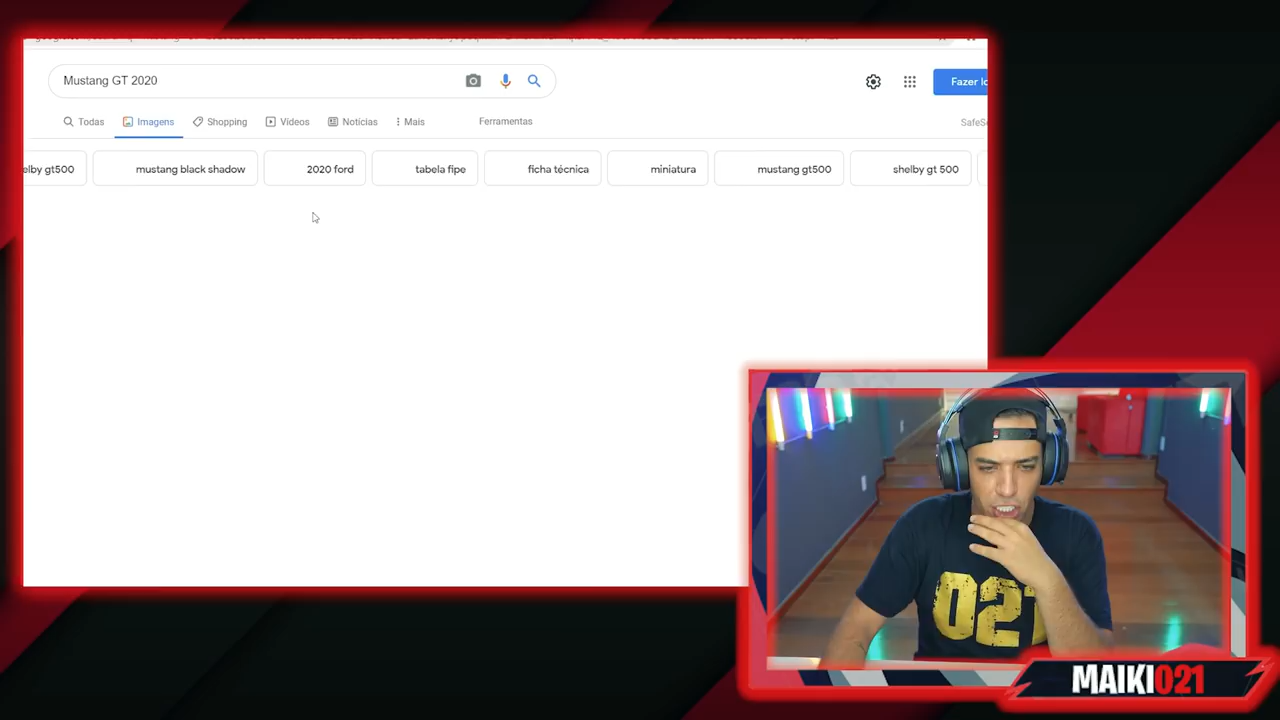 Mustang GT 2020
Fazer lo
Todas
Imagens
Shopping
Vídeos
Notícias
Mais
Ferramentas
SafeS
elby gt500
mustang black shadow
2020 ford
tabela fipe
ficha técnica
miniatura
mustang gt500
shelby gt 500
021
MAIKI021